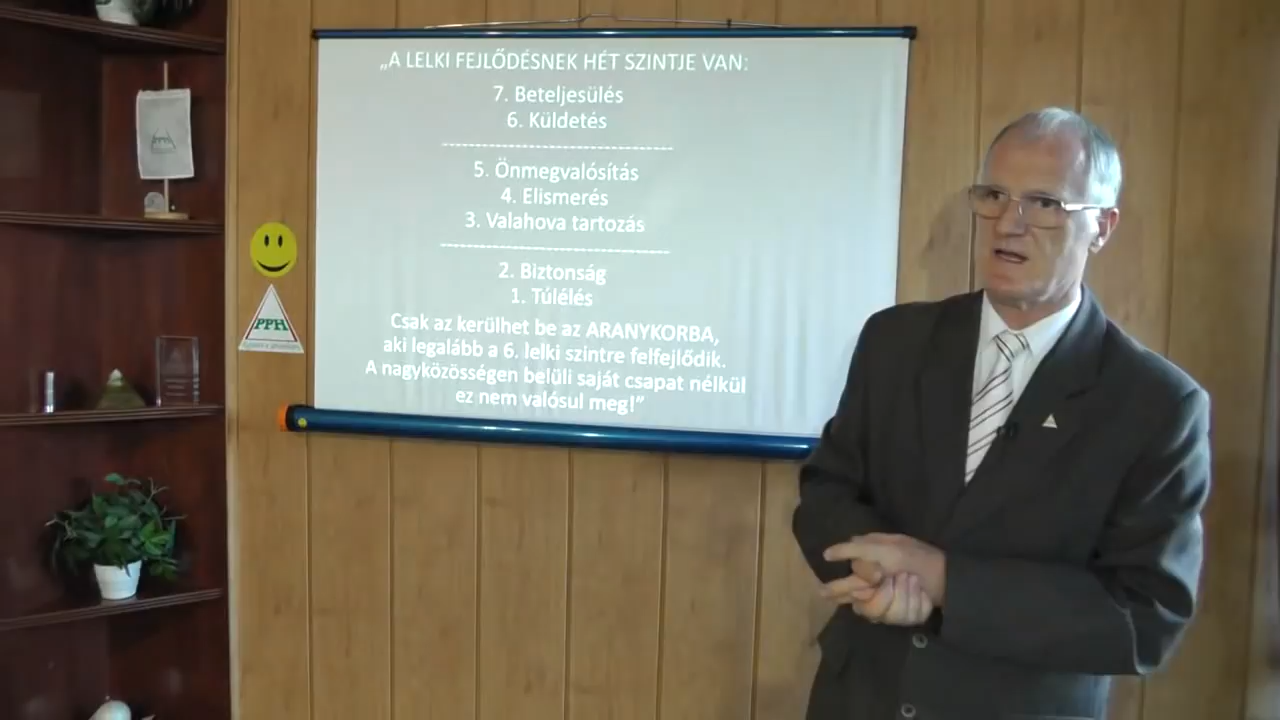 „A LELKI FEJLŐDÉSNEK HÉT SZINTJE VAN:
7. Beteljesülés
6. Küldetés
5. Önmegvalósítás
4. Elismerés
3. Valahova tartozás
2. Biztonság
1. Túlélés
Csak az kerülhet be az ARANYKORBA,
aki legalább a 6. lelki szintre felfejlődik.
A nagyközösségen belüli saját csapat nélkül
ez nem valósul meg!”
PPH
PPH